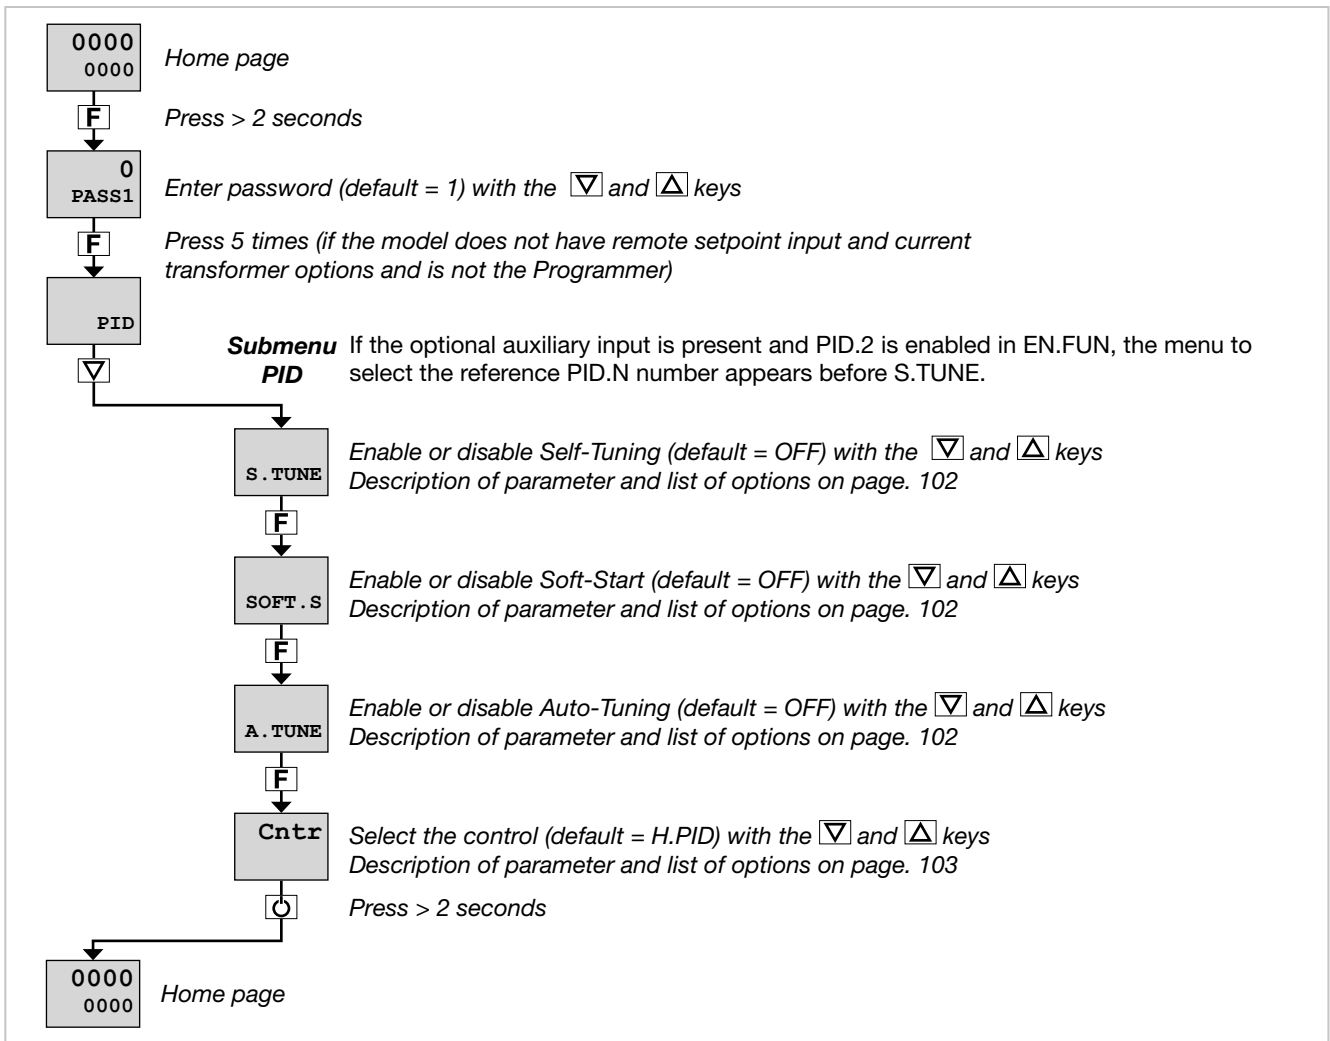 0000
0000
Home page
F
Press > 2 seconds
0
PASS1
Enter password (default = 1) with the and keys
F
Press 5 times (if the model does not have remote setpoint input and current
transformer options and is not the Programmer)
PID
Submenu PID
If the optional auxiliary input is present and PID.2 is enabled in EN.FUN, the menu to
select the reference PID.N number appears before S.TUNE.
S.TUNE
Enable or disable Self-Tuning (default = OFF) with the and keys
Description of parameter and list of options on page. 102
F
SOFT.S
Enable or disable Soft-Start (default = OFF) with the and keys
Description of parameter and list of options on page. 102
F
A.TUNE
Enable or disable Auto-Tuning (default = OFF) with the and keys
Description of parameter and list of options on page. 102
F
Cntr
Select the control (default = H.PID) with the and keys
Description of parameter and list of options on page. 103
Press > 2 seconds
0000
0000
Home page